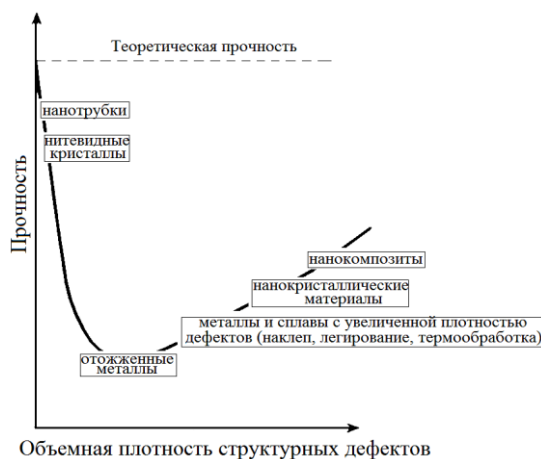 Теоретическая прочность
нанотрубки
нитевидные
кристаллы
Прочность
нанокомпозиты
нанокристаллические
материалы
металлы и сплавы с увеличенной плотностью
дефектов (наклеп, легирование, термообработка)
отожженные
металлы
Объемная плотность структурных дефектов